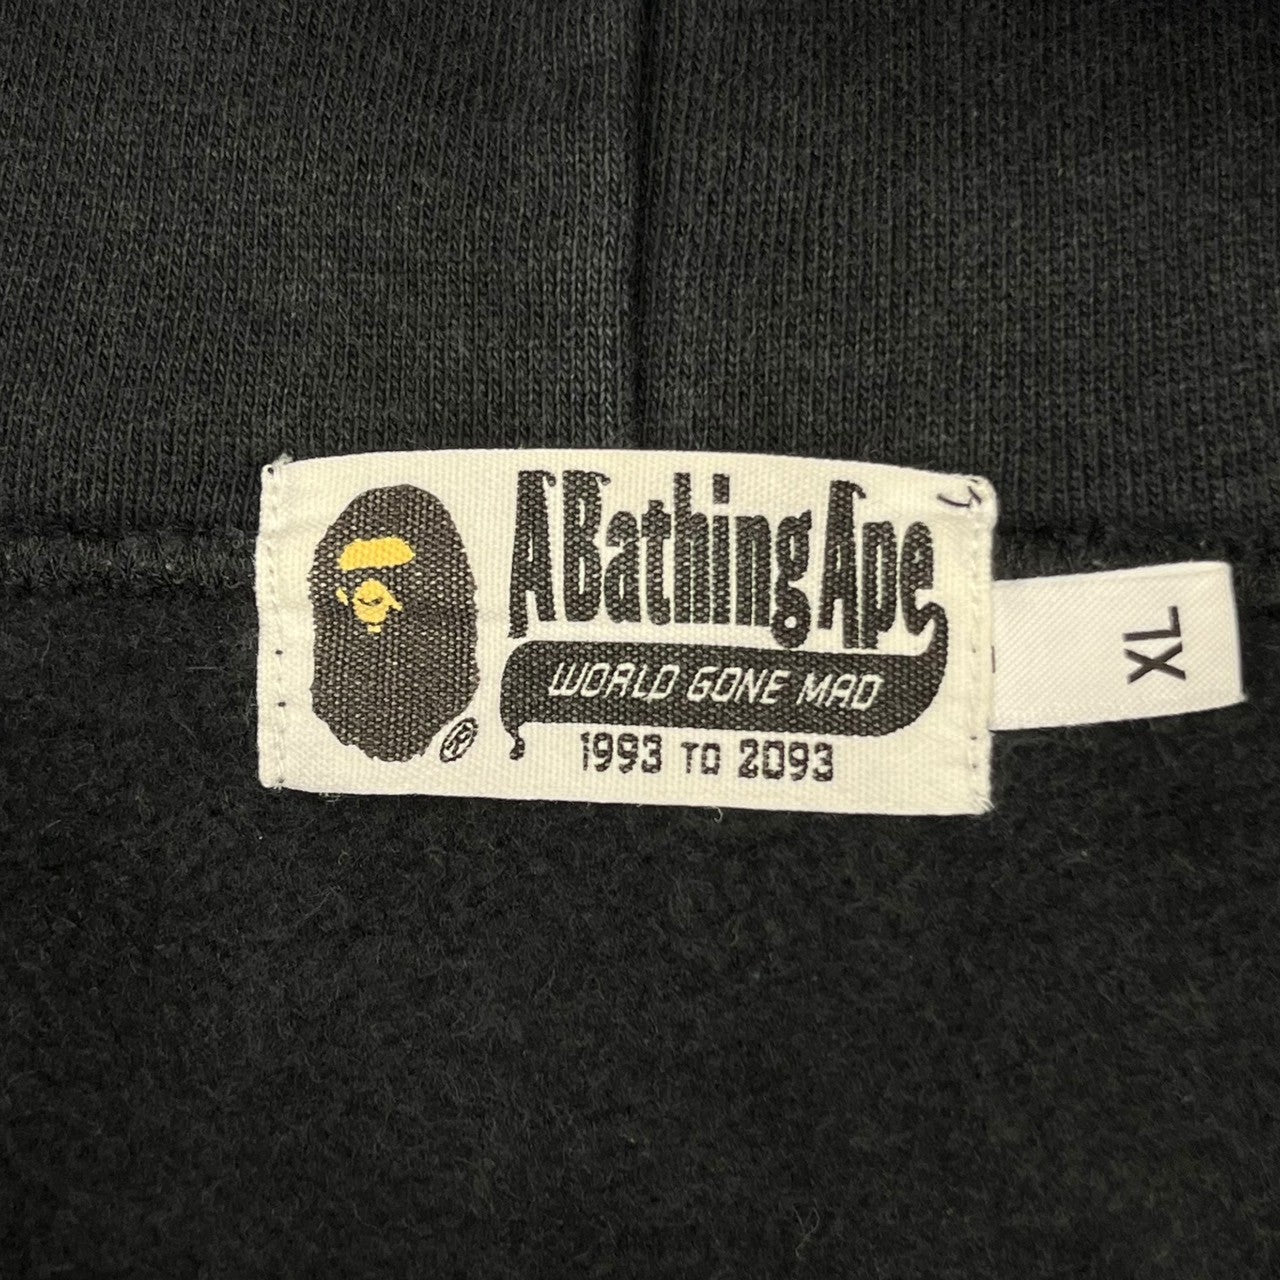 A Bathing Ape
WORLD GONE MAD
1993 TO 2093
®
XL